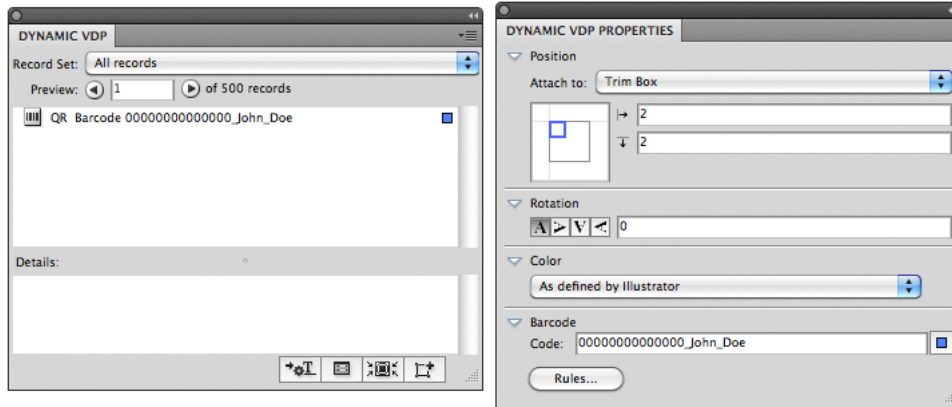 DYNAMIC VDP
Record Set: All records
Preview: 1 of 500 records
QR Barcode 00000000000000_John_Doe
Details:
DYNAMIC VDP PROPERTIES
Position
Attach to: Trim Box
2
2
Rotation
A A V A 0
Color
As defined by Illustrator
Barcode
Code: 00000000000000_John_Doe
Rules...